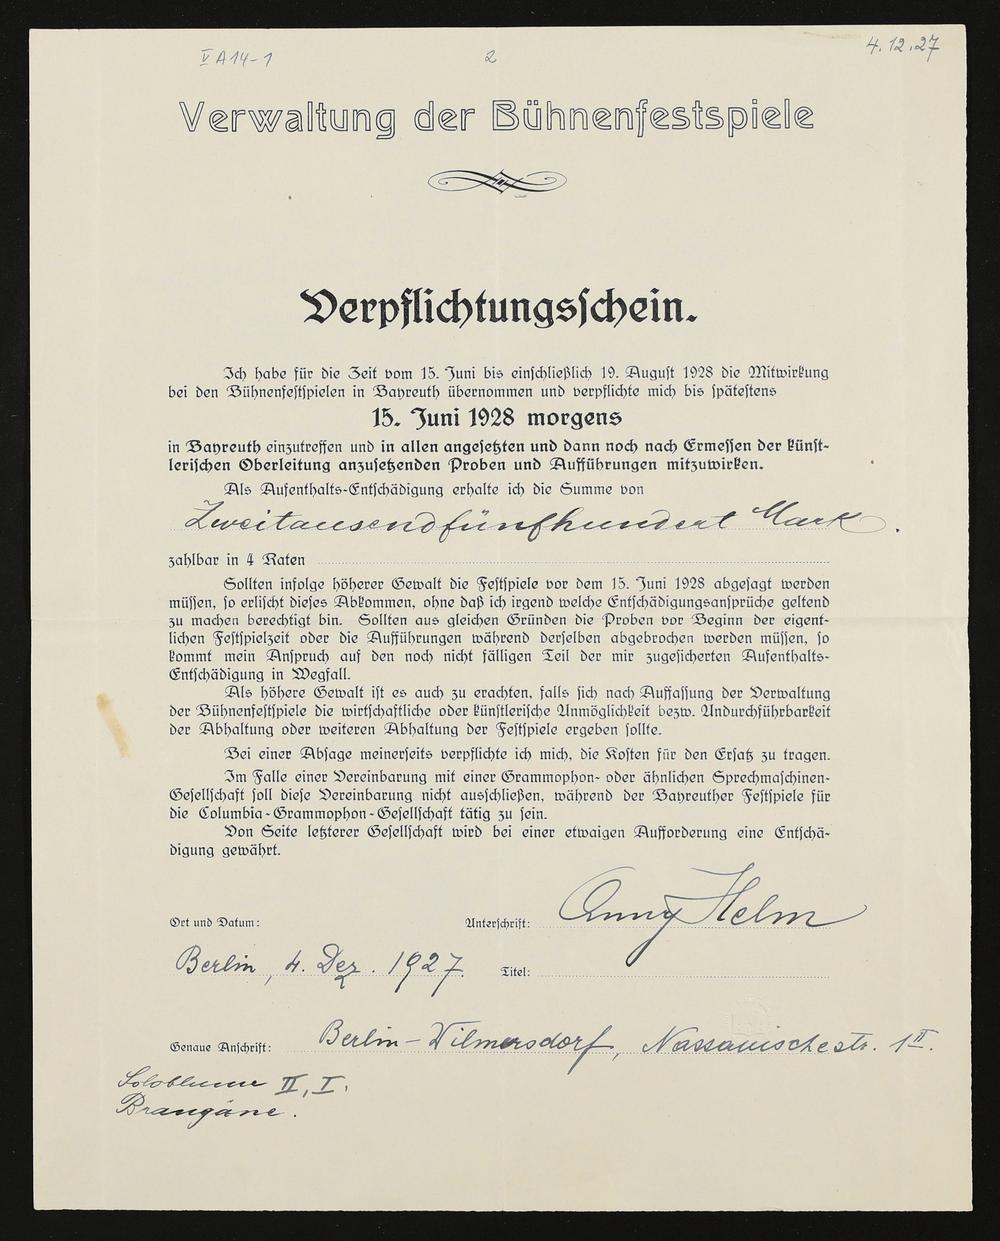 V A 14-1
2
4.12.27
Verwaltung der Bühnenfestspiele
Verpflichtungsschein.
Ich habe für die Zeit vom 15. Juni bis einschließlich 19. August 1928 die Mitwirkung
bei den Bühnenfestspielen in Bayreuth übernommen und verpflichte mich bis spätestens
15. Juni 1928 morgens
in Bayreuth einzutreffen und in allen angesetzten und dann noch nach Ermessen der künst-
lerischen Oberleitung anzusetzenden Proben und Aufführungen mitzuwirken.
Als Aufenthalts-Entschädigung erhalte ich die Summe von
Zweitausendfünfhundert Mark.
zahlbar in 4 Raten
Sollten infolge höherer Gewalt die Festspiele vor dem 15. Juni 1928 abgesagt werden
müssen, so erlischt dieses Abkommen, ohne daß ich irgend welche Entschädigungsansprüche geltend
zu machen berechtigt bin. Sollten aus gleichen Gründen die Proben vor Beginn der eigent-
lichen Festspielzeit oder die Aufführungen während derselben abgebrochen werden müssen, so
kommt mein Anspruch auf den noch nicht fälligen Teil der mir zugesicherten Aufenthalts-
Entschädigung in Wegfall.
Als höhere Gewalt ist es auch zu erachten, falls sich nach Auffassung der Verwaltung
der Bühnenfestspiele die wirtschaftliche oder künstlerische Unmöglichkeit bezw. Undurchführbarkeit
der Abhaltung oder weiteren Abhaltung der Festspiele ergeben sollte.
Bei einer Absage meinerseits verpflichte ich mich, die Kosten für den Ersatz zu tragen.
Im Falle einer Vereinbarung mit einer Grammophon- oder ähnlichen Sprechmaschinen-
Gesellschaft soll diese Vereinbarung nicht ausschließen, während der Bayreuther Festspiele für
die Columbia-Grammophon-Gesellschaft tätig zu sein.
Von Seite letzterer Gesellschaft wird bei einer etwaigen Aufforderung eine Entschä-
digung gewährt.
Ort und Datum: Unterschrift: Anny Helm
Berlin, 4. Dez. 1927. Titel:
Genaue Anschrift: Berlin-Wilmersdorf, Nassauischestr. 1 II.
Soloblume II, I.
Brangäne.